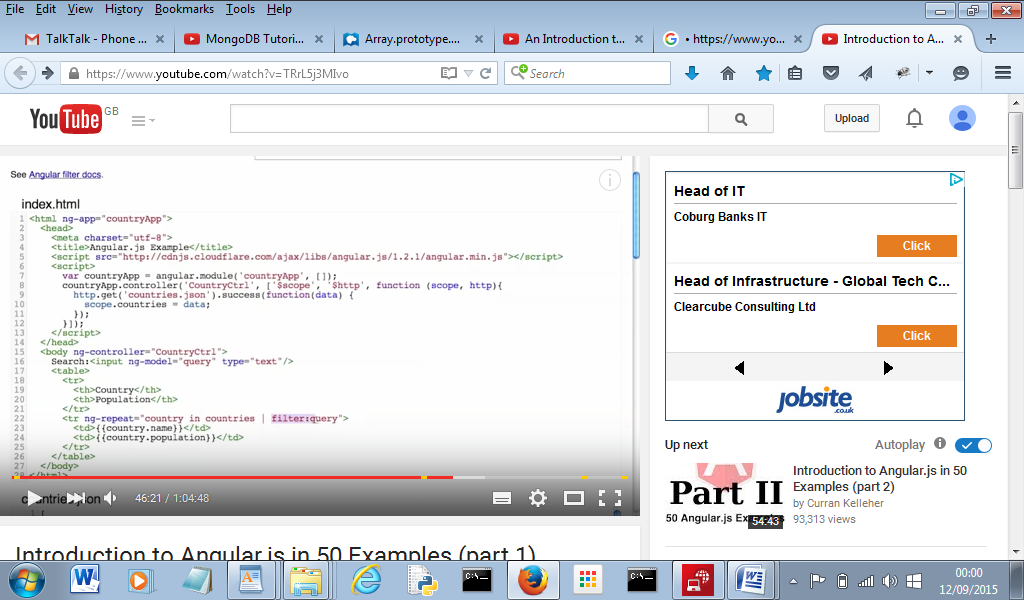 File Edit View History Bookmarks Tools Help
TalkTalk - Phone ... × MongoDB Tutori... × Array.prototype.... × An Introduction t... × • https://www.yo... × Introduction to A... ×
https://www.youtube.com/watch?v=TRrL5j3MIvo Search
YouTube GB Upload
See Angular filter docs.
index.html
1 <html ng-app="countryApp">
2 <head>
3 <meta charset="utf-8">
4 <title>Angular.js Example</title>
5 <script src="http://cdnjs.cloudflare.com/ajax/libs/angular.js/1.2.1/angular.min.js"></script>
6 <script>
7 var countryApp = angular.module('countryApp', []);
8 countryApp.controller('CountryCtrl', ['$scope', '$http', function (scope, http){
9 http.get('countries.json').success(function(data) {
10 scope.countries = data;
11 });
12 }]);
13 </script>
14 </head>
15 <body ng-controller="CountryCtrl">
16 Search:<input ng-model="query" type="text"/>
17 <table>
18 <tr>
19 <th>Country</th>
20 <th>Population</th>
21 </tr>
22 <tr ng-repeat="country in countries | filter:query">
23 <td>{{country.name}}</td>
24 <td>{{country.population}}</td>
25 </tr>
26 </table>
27 </body>
28 </html>
countries.json
46:21 / 1:04:48
Introduction to Angular.js in 50 Examples (part 1)
Head of IT
Coburg Banks IT
Click
Head of Infrastructure - Global Tech C...
Clearcube Consulting Ltd
Click
jobsite
.co.uk
Up next Autoplay
Part II
50 Angular.js Ex
54:43
Introduction to Angular.js in 50
Examples (part 2)
by Curran Kelleher
93,313 views
00:00
12/09/2015